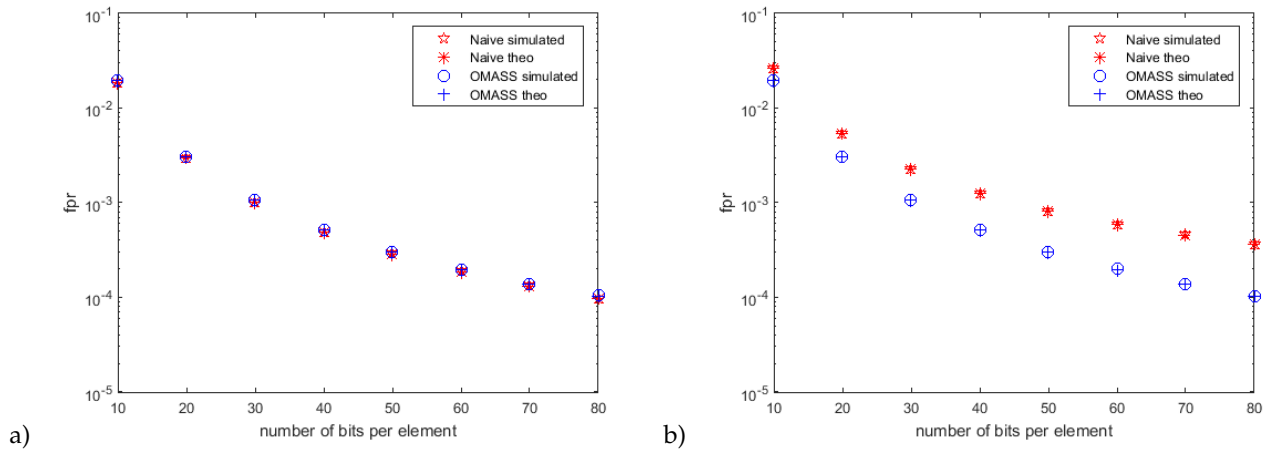 10-1
10-2
10-3
10-4
10-5
fpr
Naive simulated
Naive theo
OMASS simulated
OMASS theo
10 20 30 40 50 60 70 80
number of bits per element
a)
10-1
10-2
10-3
10-4
10-5
fpr
Naive simulated
Naive theo
OMASS simulated
OMASS theo
10 20 30 40 50 60 70 80
number of bits per element
b)